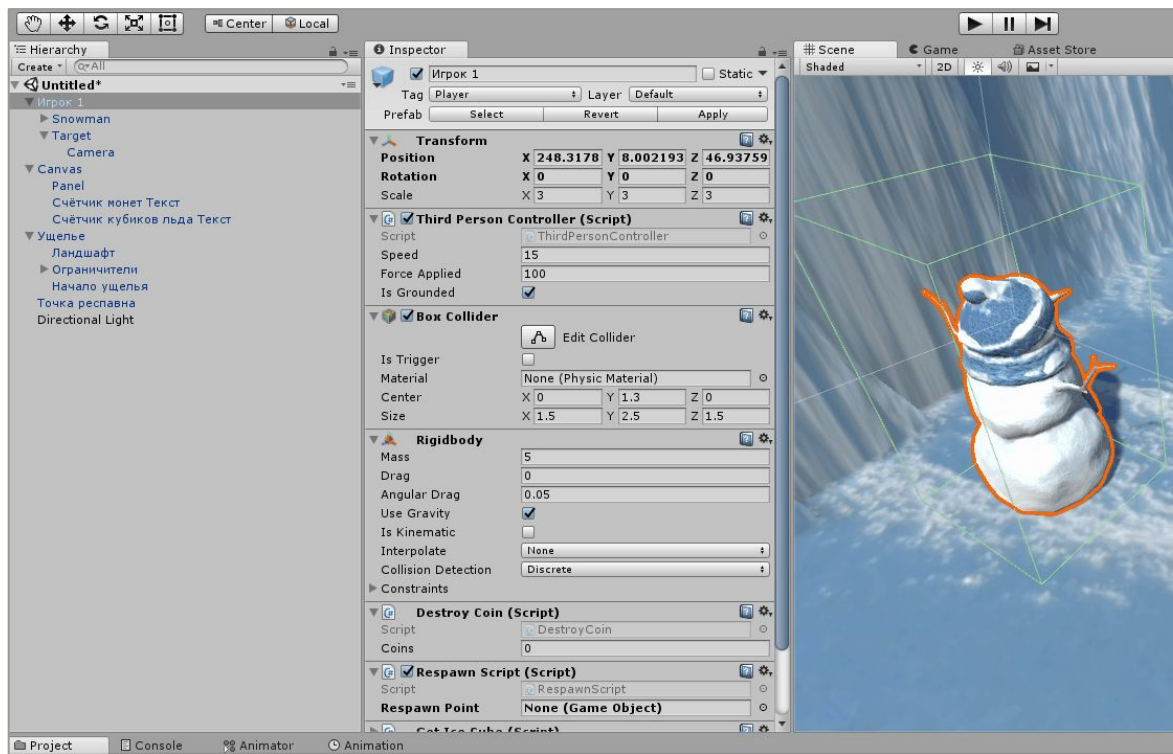 Center Local
Hierarchy
Create All
Untitled*
Игрок 1
Snowman
Target
Camera
Canvas
Panel
Счётчик монет Текст
Счётчик кубиков льда Текст
Ущелье
Ландшафт
Ограничители
Начало ущелья
Точка респавна
Directional Light
Inspector
Игрок 1 Static
Tag Player Layer Default
Prefab Select Revert Apply
Transform
Position X 248.3178 Y 8.002193 Z 46.93759
Rotation X 0 Y 0 Z 0
Scale X 3 Y 3 Z 3
Third Person Controller (Script)
Script ThirdPersonController
Speed 15
Force Applied 100
Is Grounded
Box Collider
Edit Collider
Is Trigger
Material None (Physic Material)
Center X 0 Y 1.3 Z 0
Size X 1.5 Y 2.5 Z 1.5
Rigidbody
Mass 5
Drag 0
Angular Drag 0.05
Use Gravity
Is Kinematic
Interpolate None
Collision Detection Discrete
Constraints
Destroy Coin (Script)
Script DestroyCoin
Coins 0
Respawn Script (Script)
Script RespawnScript
Respawn Point None (Game Object)
Get Ice Cube (Script)
Scene Game Asset Store
Shaded 2D
Project Console Animator Animation